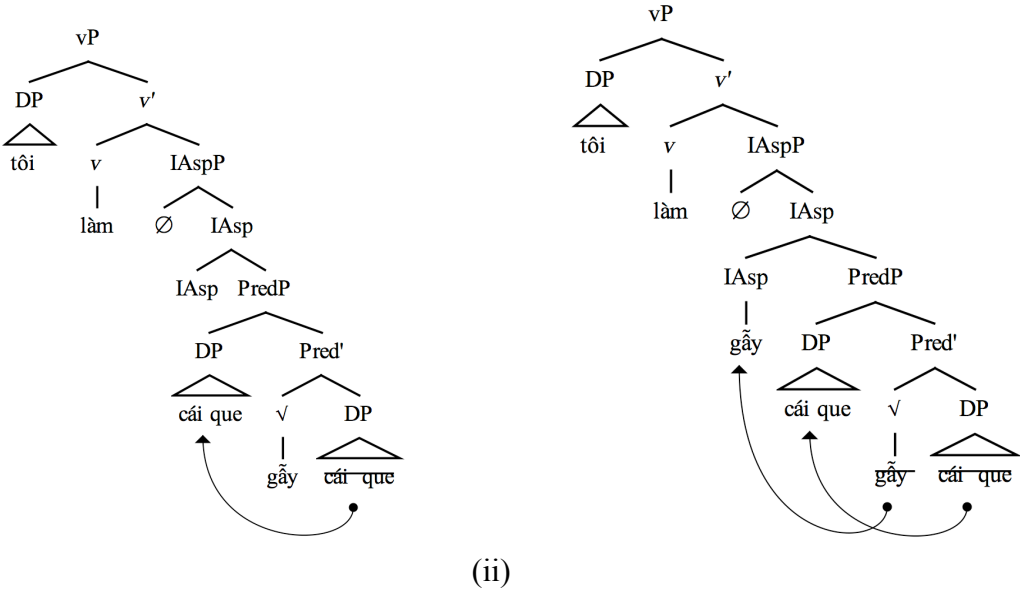 vP
DP v'
tôi v IAspP
làm ∅ IAsp
IAsp PredP
DP Pred'
cái que √ DP
gẫy cái que
vP
DP v'
tôi v IAspP
làm ∅ IAsp
IAsp PredP
gẫy DP Pred'
cái que √ DP
gẫy cái que
(ii)